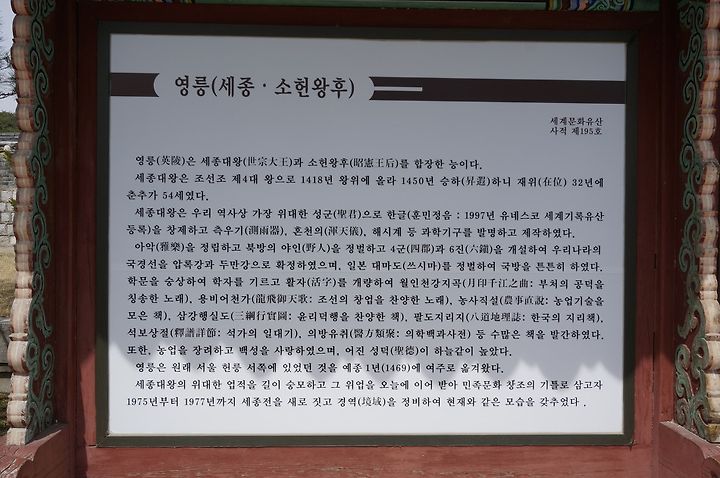 영릉(세종 · 소헌왕후)
세계문화유산
사적 제195호
영릉(英陵)은 세종대왕(世宗大王)과 소헌왕후(昭憲王后)를 합장한 능이다.
세종대왕은 조선조 제4대 왕으로 1418년 왕위에 올라 1450년 승하(昇遐)하니 재위(在位) 32년에
춘추가 54세였다.
세종대왕은 우리 역사상 가장 위대한 성군(聖君)으로 한글(훈민정음 : 1997년 유네스코 세계기록유산
등록)을 창제하고 측우기(測雨器), 혼천의(渾天儀), 해시계 등 과학기구를 발명하고 제작하였다.
아악(雅樂)을 정립하고 북방의 야인(野人)을 정벌하고 4군(四郡)과 6진(六鎭)을 개설하여 우리나라의
국경선을 압록강과 두만강으로 확정하였으며, 일본 대마도(쓰시마)를 정벌하여 국방을 튼튼히 하였다.
학문을 숭상하여 학자를 기르고 활자(活字)를 개량하여 월인천강지곡(月印千江之曲: 부처의 공덕을
칭송한 노래), 용비어천가(龍飛御天歌: 조선의 창업을 찬양한 노래), 농사직설(農事直說: 농업기술을
모은 책), 삼강행실도(三綱行實圖: 윤리덕행을 찬양한 책), 팔도지리지(八道地理誌: 한국의 지리책),
석보상절(釋譜詳節: 석가의 일대기), 의방유취(醫方類聚: 의학백과사전) 등 수많은 책을 발간하였다.
또한, 농업을 장려하고 백성을 사랑하였으며, 어진 성덕(聖德)이 하늘같이 높았다.
영릉은 원래 서울 헌릉 서쪽에 있었던 것을 예종 1년(1469)에 여주로 옮겨왔다.
세종대왕의 위대한 업적을 길이 숭모하고 그 위업을 오늘에 이어 받아 민족문화 창조의 기틀로 삼고자
1975년부터 1977년까지 세종전을 새로 짓고 경역(境域)을 정비하여 현재와 같은 모습을 갖추었다 .